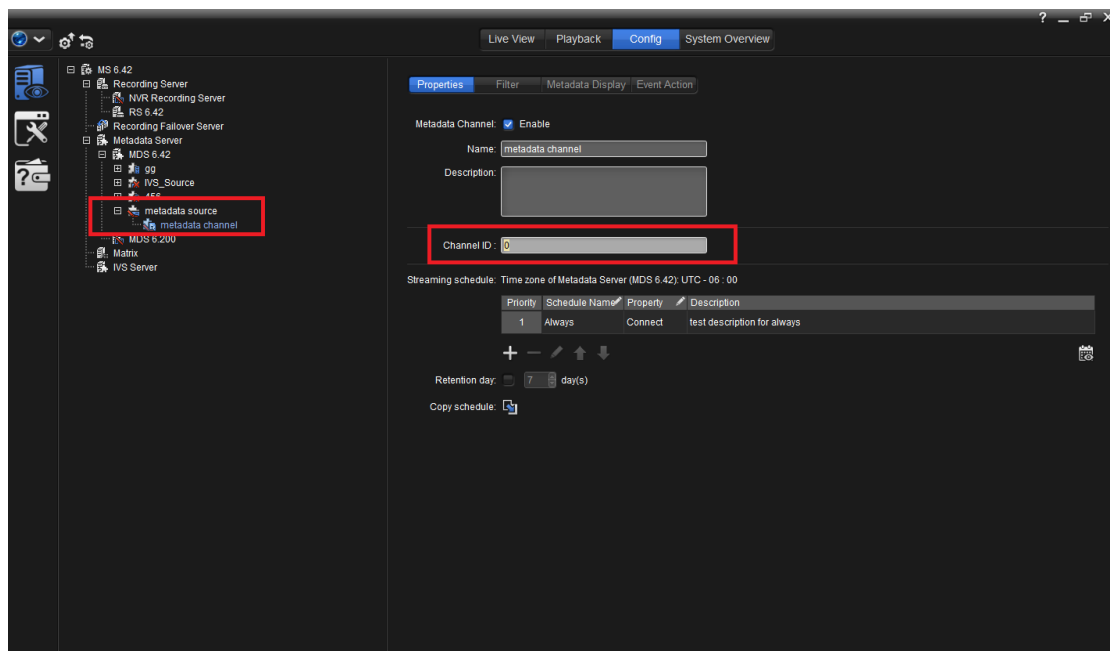 ? _ X
Live View Playback Config System Overview
MS 6.42
Recording Server
NVR Recording Server
RS 6.42
Recording Failover Server
Metadata Server
MDS 6.42
gg
IVS_Source
456
metadata source
metadata channel
MDS 6.200
Matrix
IVS Server
Properties Filter Metadata Display Event Action
Metadata Channel: Enable
Name: metadata channel
Description:
Channel ID : 0
Streaming schedule: Time zone of Metadata Server (MDS 6.42): UTC - 06 : 00
Priority Schedule Name Property Description
1 Always Connect test description for always
Retention day: 7 day(s)
Copy schedule: